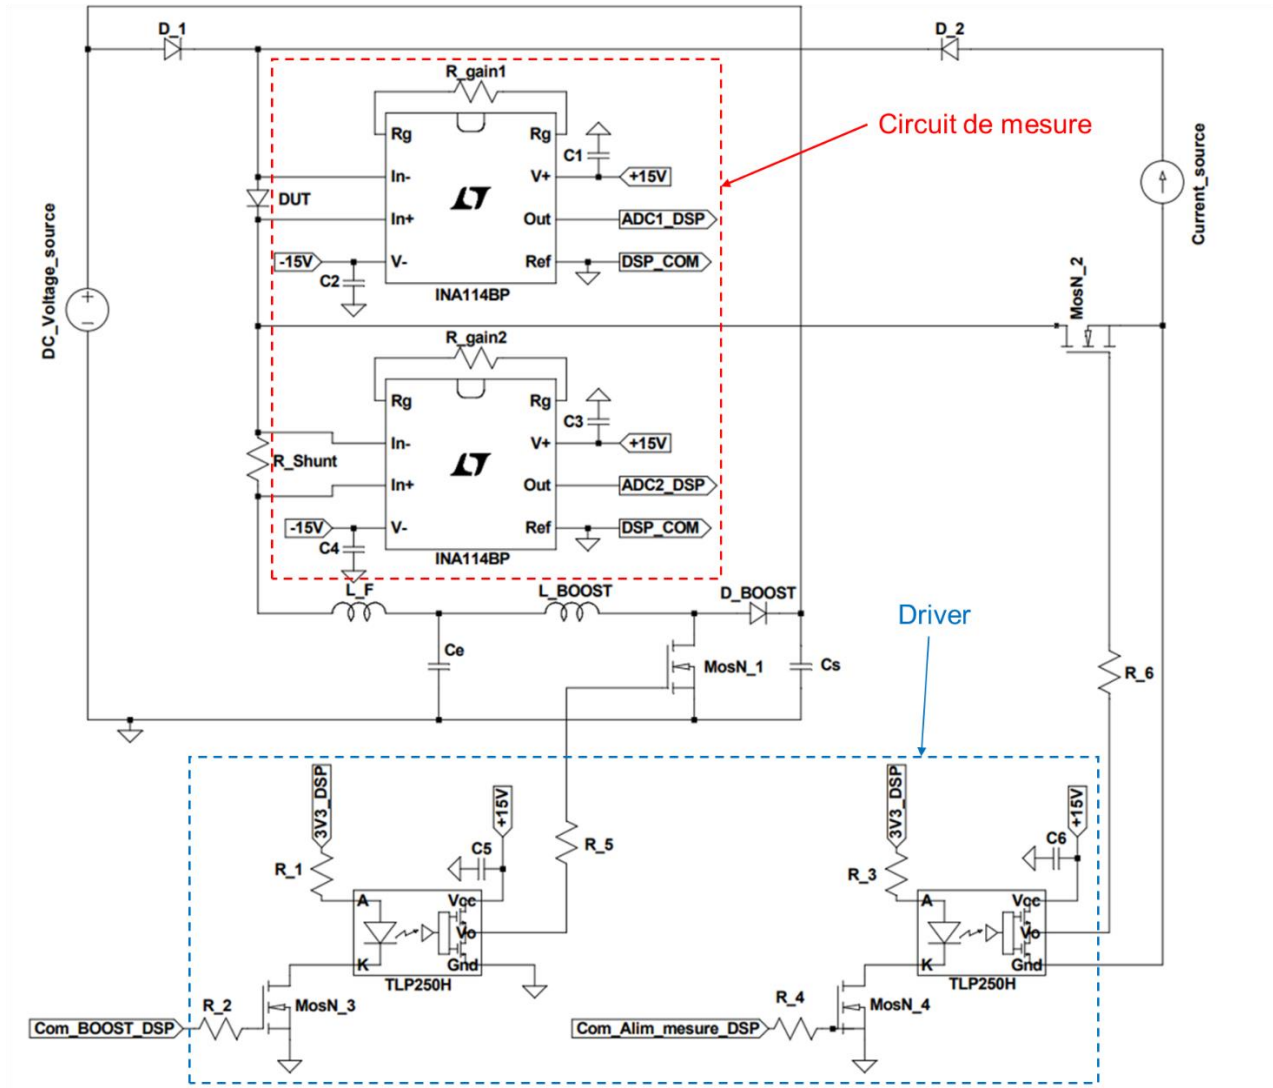 D_1
D_2
R_gain1
Circuit de mesure
Rg
Rg
C1
In-
V+
+15V
DUT
In+
Out
ADC1_DSP
-15V
V-
Ref
DSP_COM
C2
INA114BP
Current_source
DC_Voltage_source
+
−
MosN_2
R_gain2
Rg
Rg
C3
In-
V+
+15V
R_Shunt
In+
Out
ADC2_DSP
-15V
V-
Ref
DSP_COM
C4
INA114BP
L_F
L_BOOST
D_BOOST
Driver
Ce
MosN_1
Cs
R_6
3V3_DSP
+15V
C5
R_5
R_1
A
Vcc
Vo
K
Gnd
TLP250H
MosN_3
R_2
Com_BOOST_DSP
3V3_DSP
+15V
C6
R_3
A
Vcc
Vo
K
Gnd
TLP250H
MosN_4
R_4
Com_Alim_mesure_DSP